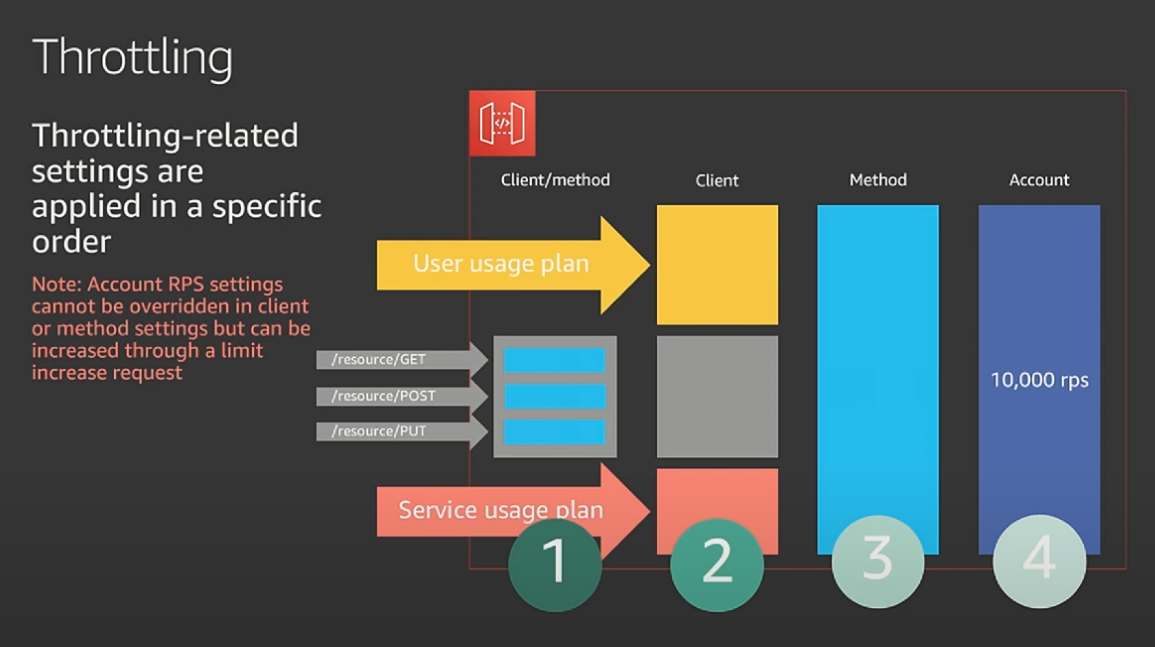 Throttling
Throttling-related
settings are
applied in a specific
order
Note: Account RPS settings
cannot be overridden in client
or method settings but can be
increased through a limit
increase request
</>
Client/method
Client
Method
Account
User usage plan
/resource/GET
/resource/POST
/resource/PUT
10,000 rps
Service usage plan
1
2
3
4